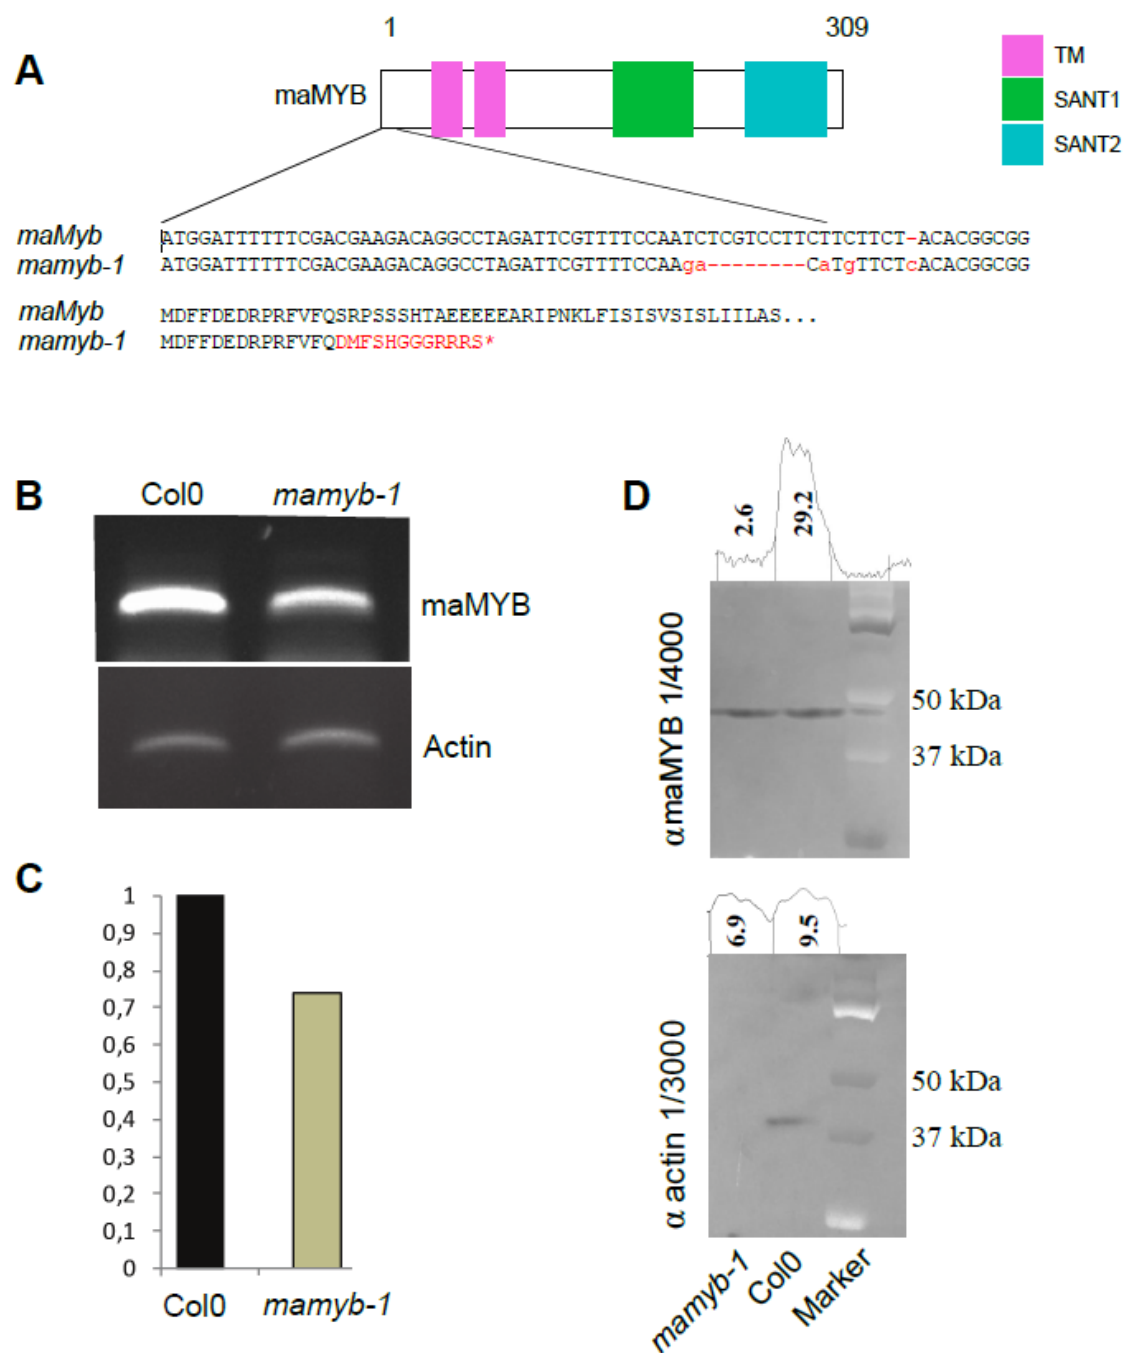 A
1
309
maMYB
TM
SANT1
SANT2
maMyb ATGGATTTTTTCGACGAAGACAGGCCTAGATTCGTTTTCCAATCTCGTCCTTCTTCTTCT-ACACGGCGG
mamyb-1 ATGGATTTTTTCGACGAAGACAGGCCTAGATTCGTTTTCCAAga--------CaTgTTCTcACACGGCGG
maMyb MDFFDEDRPRFVFQSRPSSSHTAEEEEEARIPNKLFISISVSISLIILAS...
mamyb-1 MDFFDEDRPRFVFQDMFSHGGGRRRS*
B
Col0
mamyb-1
maMYB
Actin
C
1
0,9
0,8
0,7
0,6
0,5
0,4
0,3
0,2
0,1
0
Col0
mamyb-1
D
2.6
29.2
αmaMYB 1/4000
50 kDa
37 kDa
6.9
9.5
α actin 1/3000
50 kDa
37 kDa
mamyb-1
Col0
Marker